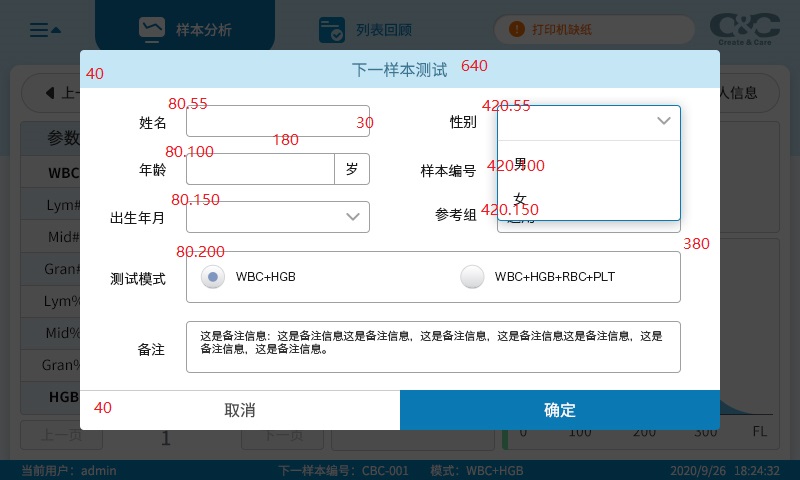 样本分析
列表回顾
打印机缺纸
C&C
Create & Care
40
下一样本测试
640
上一
人信息
80.55
420.55
姓名
30
性别
参数
180
80.100
男
420.100
WBC
年龄
岁
样本编号
80.150
女
420.150
Lym#
出生年月
参考组
Mid#
80.200
380
Gran#
测试模式
WBC+HGB
WBC+HGB+RBC+PLT
Lym%
Mid%
备注
这是备注信息：这是备注信息这是备注信息，这是备注信息，这是备注信息这是备注信息，这是
备注信息，这是备注信息。
Gran%
HGB
40
取消
确定
上一页
1
下一页
0
100
200
300
FL
当前用户：admin
下一样本编号：CBC-001
模式：WBC+HGB
2020/9/26 18:24:32